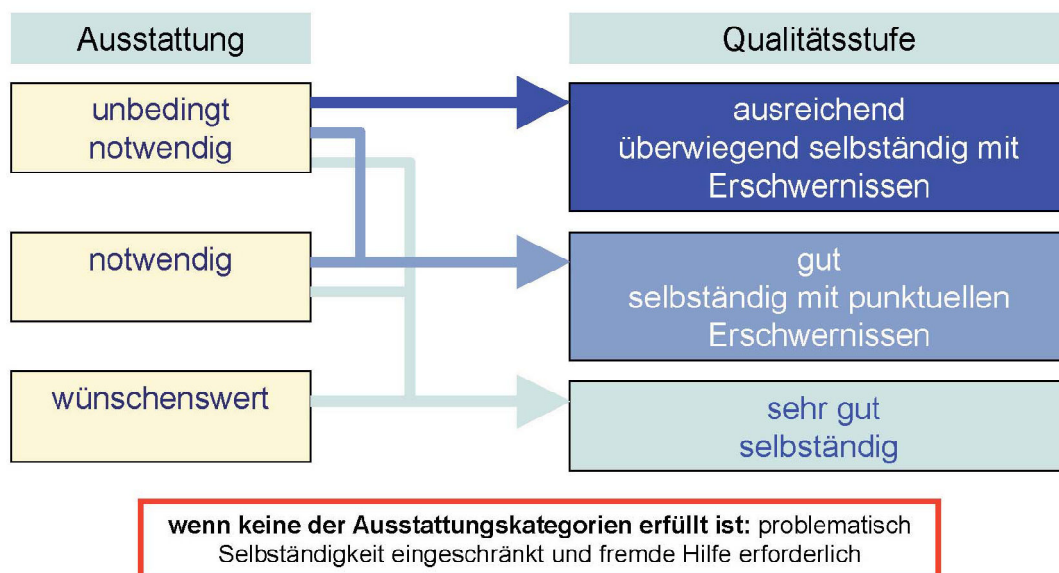 Ausstattung
Qualitätsstufe
unbedingt
notwendig
ausreichend
überwiegend selbständig mit
Erschwernissen
notwendig
gut
selbständig mit punktuellen
Erschwernissen
wünschenswert
sehr gut
selbständig
wenn keine der Ausstattungskategorien erfüllt ist: problematisch
Selbständigkeit eingeschränkt und fremde Hilfe erforderlich